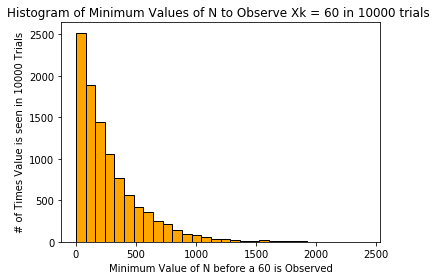 Histogram of Minimum Values of N to Observe Xk = 60 in 10000 trials
# of Times Value is seen in 10000 Trials
2500
2000
1500
1000
500
0
0 500 1000 1500 2000 2500
Minimum Value of N before a 60 is Observed